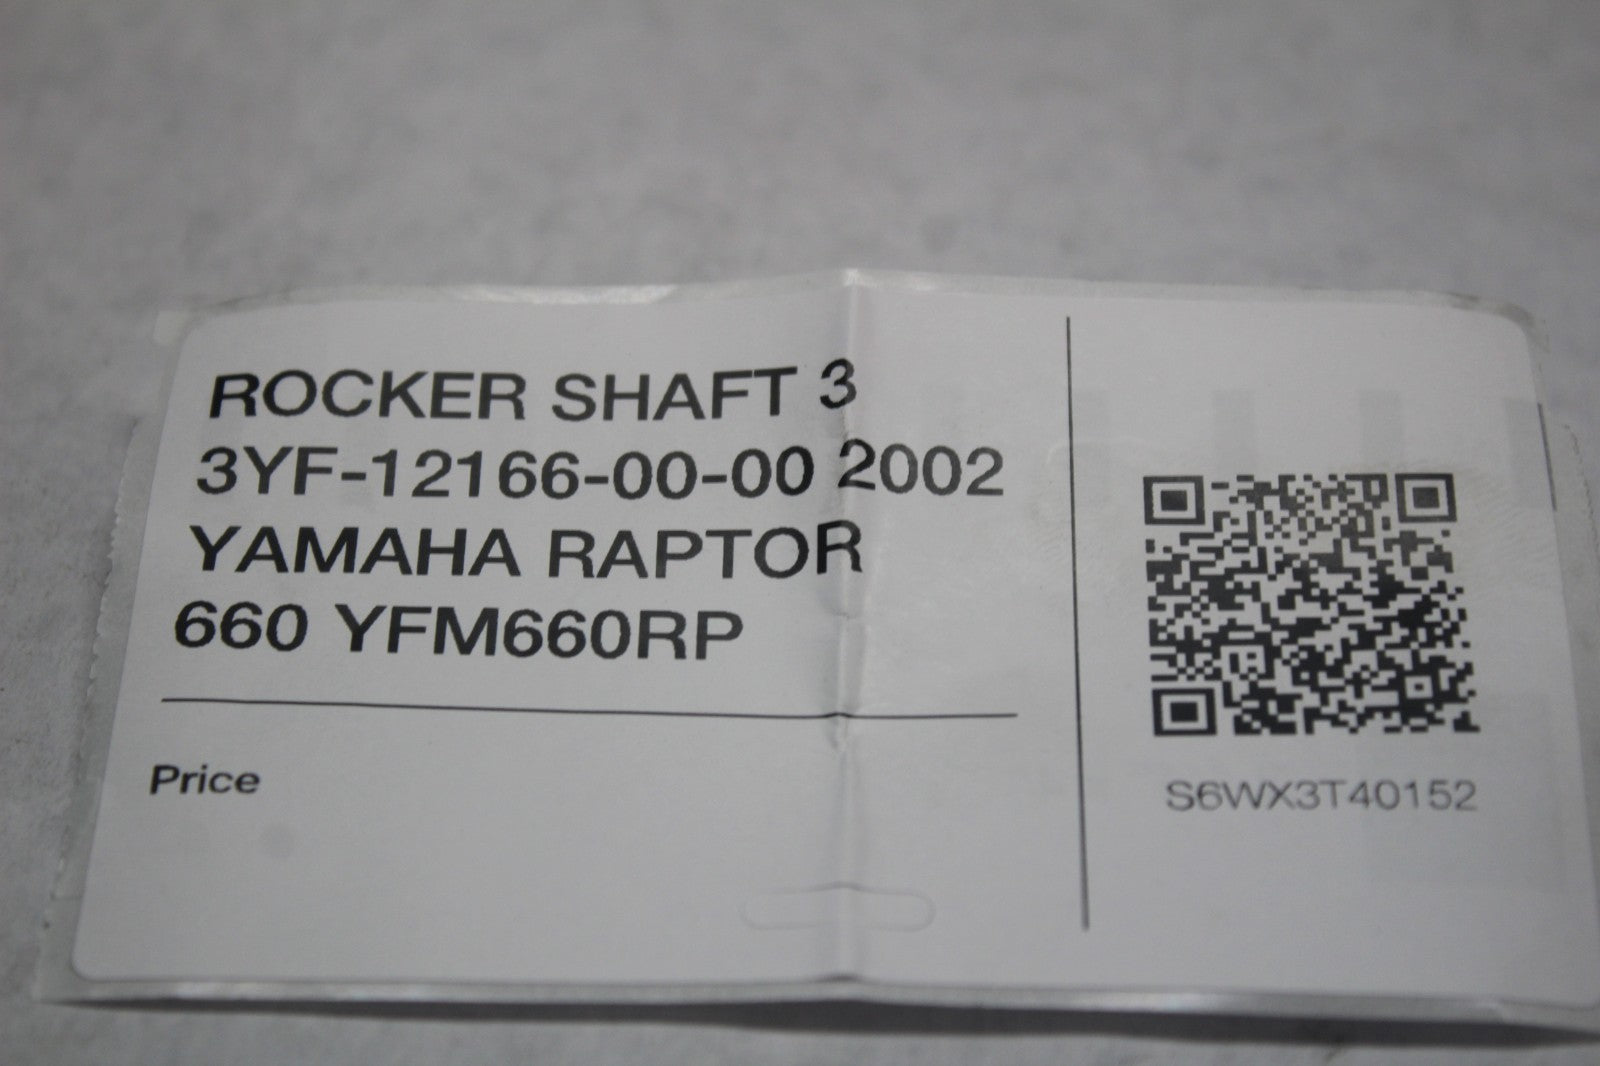 ROCKER SHAFT 3
3YF-12166-00-00 2002
YAMAHA RAPTOR
660 YFM660RP
Price
S6WX3T40152